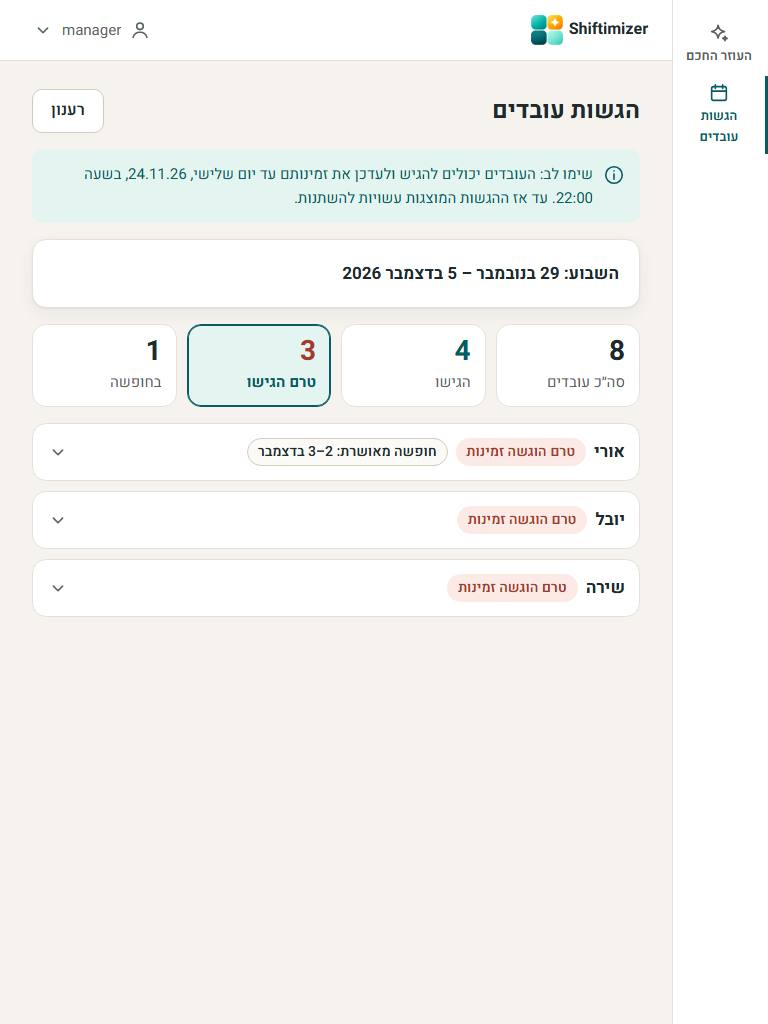 העוזר החכם
הגשות
עובדים
Shiftimizer
manager
הגשות עובדים
רענון
שימו לב: העובדים יכולים להגיש ולעדכן את זמינותם עד יום שלישי, 24.11.26, בשעה
22:00. עד אז ההגשות המוצגות עשויות להשתנות.
השבוע: 29 בנובמבר – 5 בדצמבר 2026
8
סה"כ עובדים
4
הגישו
3
טרם הגישו
1
בחופשה
אורי טרם הוגשה זמינות חופשה מאושרת: 2–3 בדצמבר
יובל טרם הוגשה זמינות
שירה טרם הוגשה זמינות